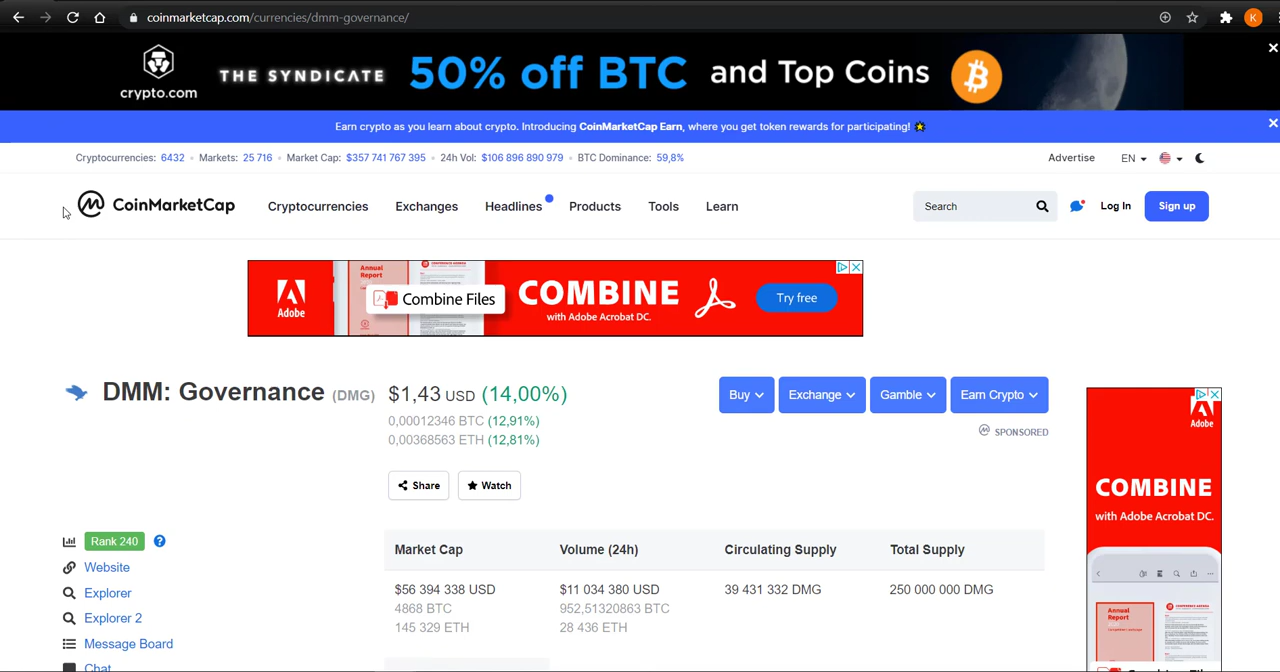 coinmarketcap.com/currencies/dmm-governance/
K
crypto.com
THE SYNDICATE
50% off BTC and Top Coins
Earn crypto as you learn about crypto. Introducing CoinMarketCap Earn, where you get token rewards for participating!
Cryptocurrencies: 6432 • Markets: 25 716 • Market Cap: $357 741 767 395 • 24h Vol: $106 896 890 979 • BTC Dominance: 59,8%
Advertise EN
CoinMarketCap Cryptocurrencies Exchanges Headlines Products Tools Learn
Search Log In Sign up
Adobe
Annual Report
Combine Files
COMBINE
with Adobe Acrobat DC.
Try free
DMM: Governance (DMG) $1,43 USD (14,00%)
0,00012346 BTC (12,91%)
0,00368563 ETH (12,81%)
Buy Exchange Gamble Earn Crypto
SPONSORED
Share Watch
Rank 240
Website
Explorer
Explorer 2
Message Board
Chat
Market Cap Volume (24h) Circulating Supply Total Supply
$56 394 338 USD $11 034 380 USD 39 431 332 DMG 250 000 000 DMG
4868 BTC 952,51320863 BTC
145 329 ETH 28 436 ETH
Adobe
COMBINE
with Adobe Acrobat DC.
Annual
Report